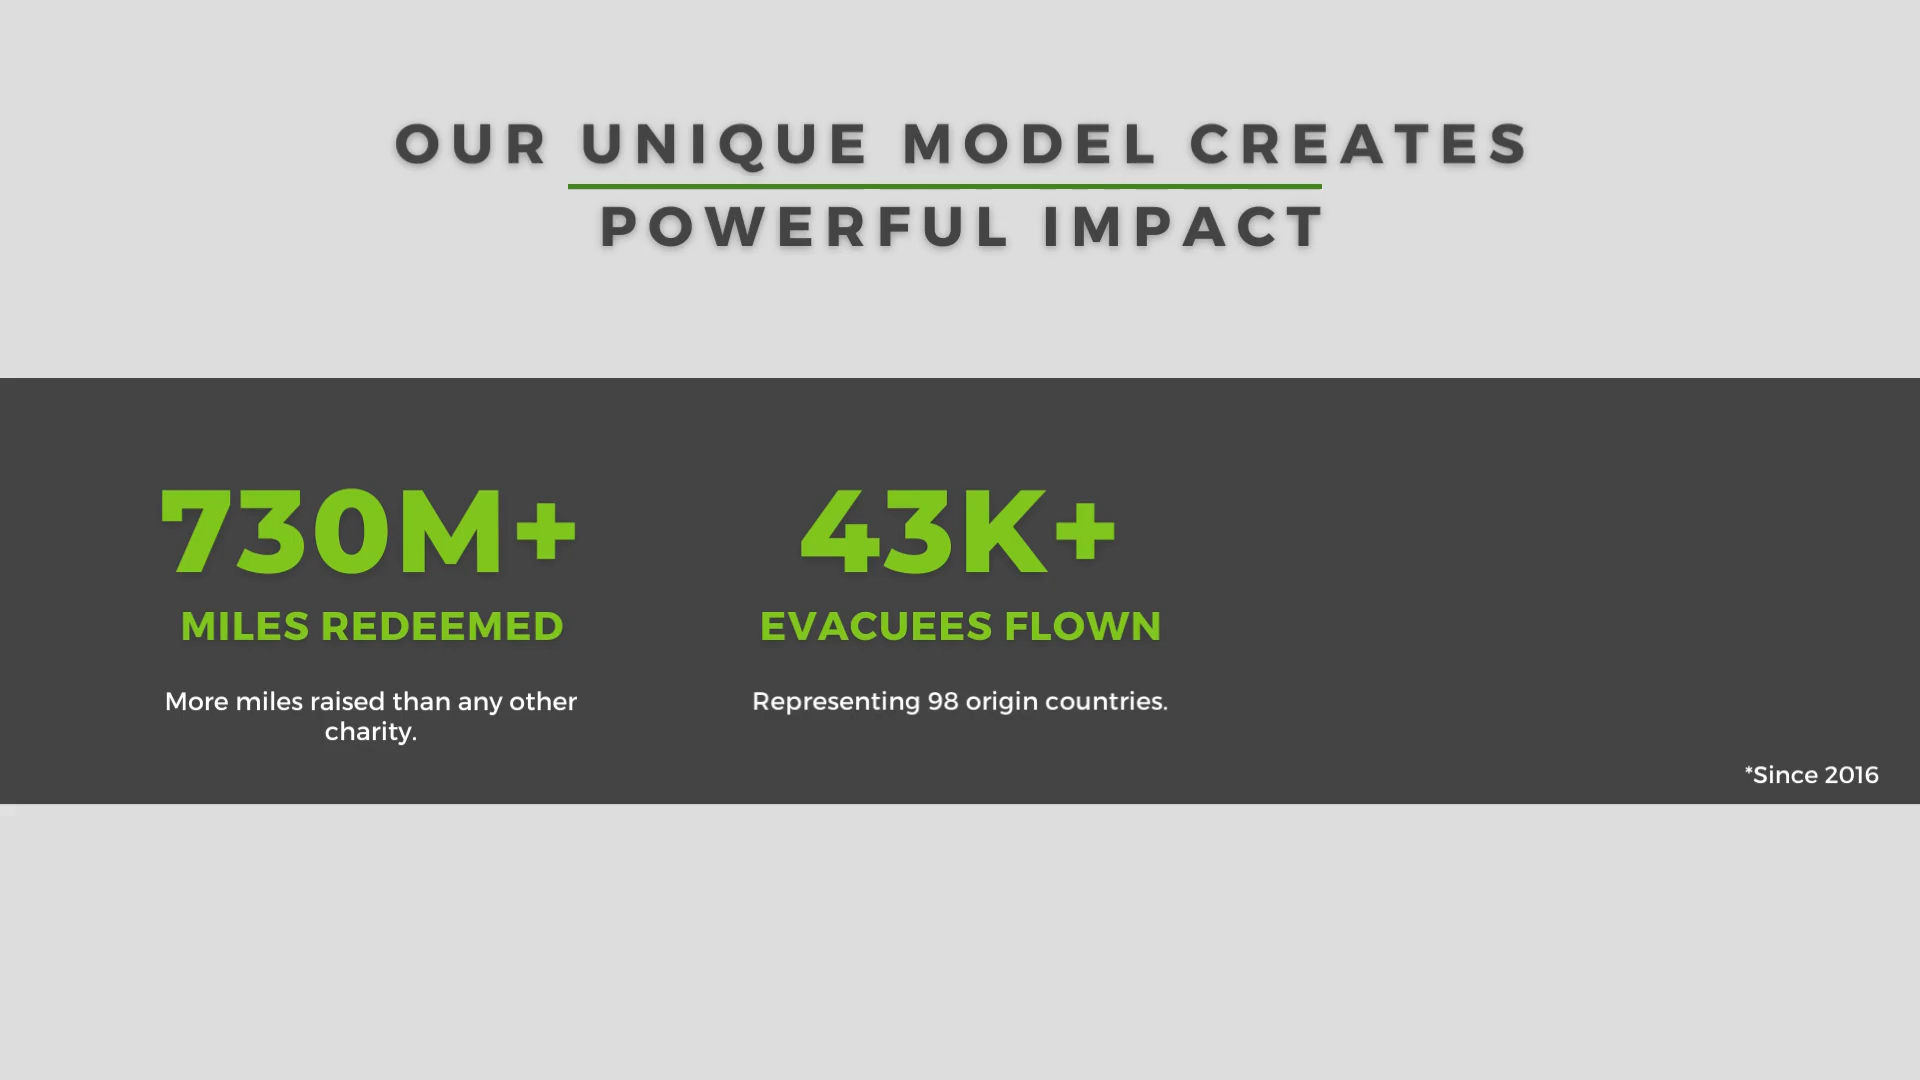 OUR UNIQUE MODEL CREATES
POWERFUL IMPACT
730M+
MILES REDEEMED
More miles raised than any other
charity.
43K+
EVACUEES FLOWN
Representing 98 origin countries.
*Since 2016